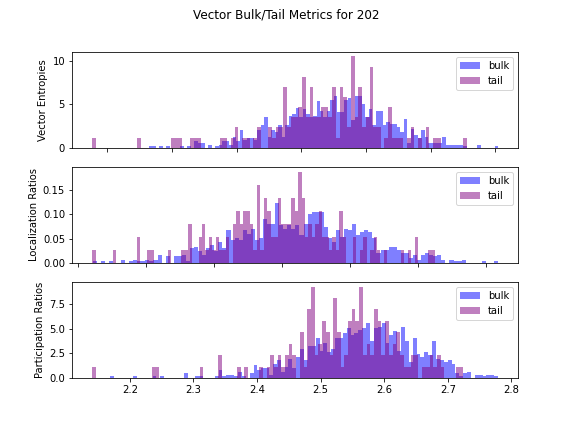 Vector Bulk/Tail Metrics for 202
Vector Entropies
10
5
0
bulk
tail
Localization Ratios
0.15
0.10
0.05
0.00
bulk
tail
Participation Ratios
7.5
5.0
2.5
0.0
bulk
tail
2.2 2.3 2.4 2.5 2.6 2.7 2.8